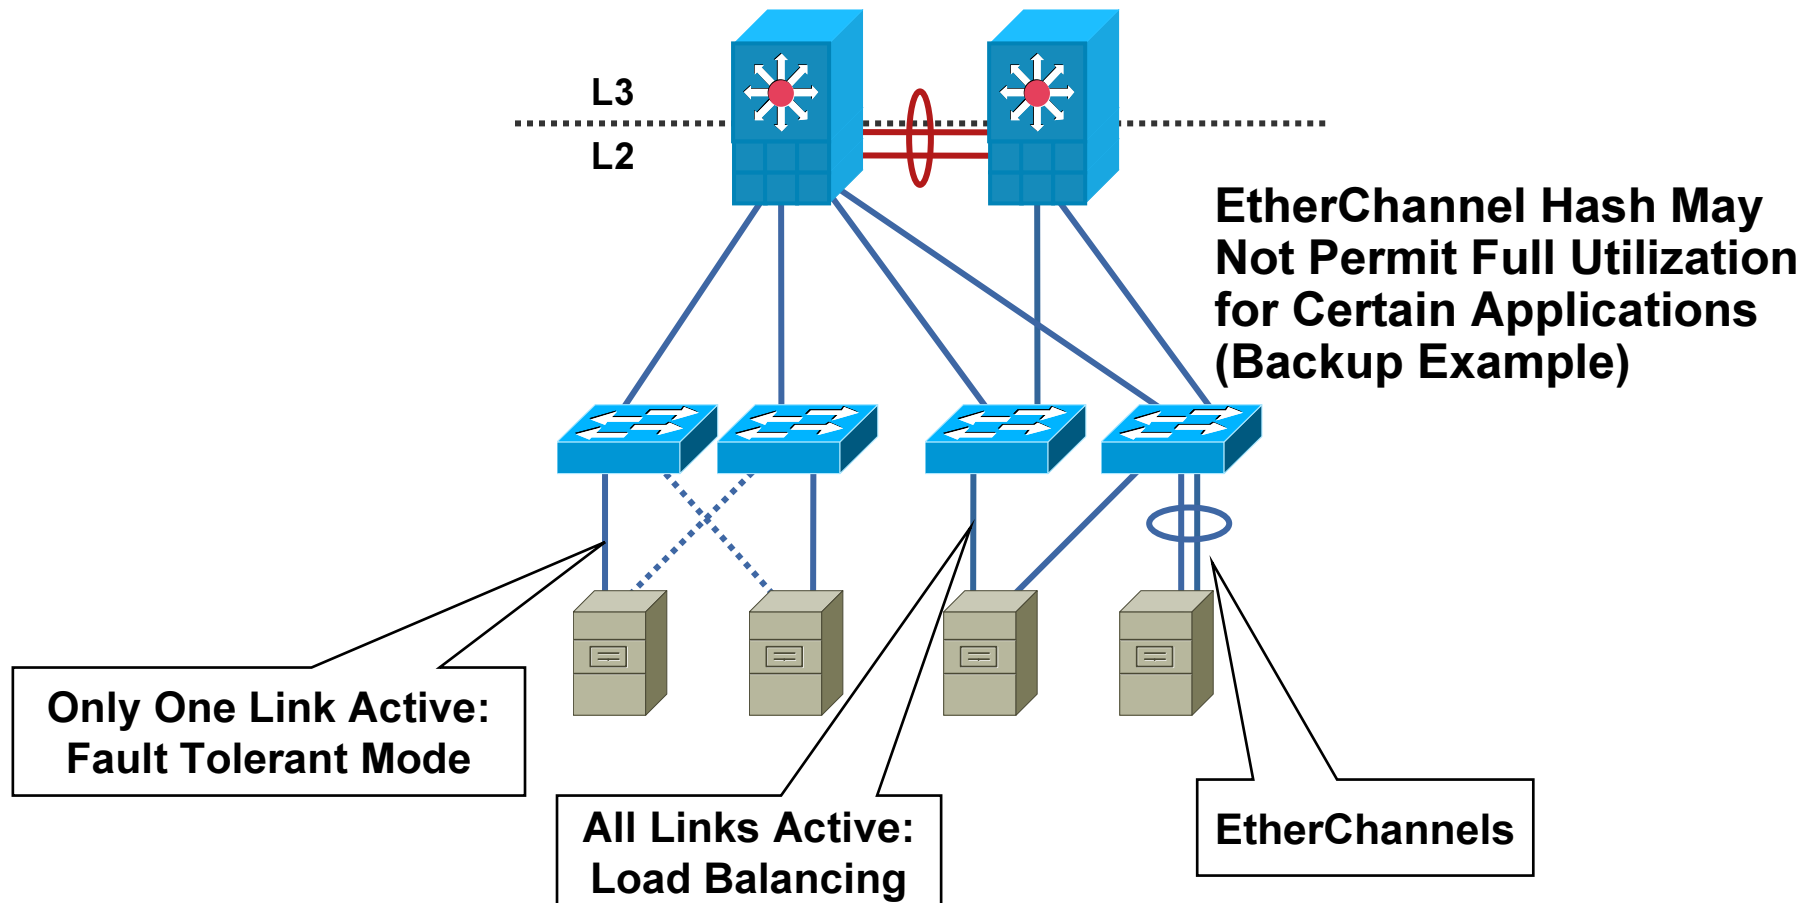 L3
L2
EtherChannel Hash May
Not Permit Full Utilization
for Certain Applications
(Backup Example)
Only One Link Active:
Fault Tolerant Mode
All Links Active:
Load Balancing
EtherChannels